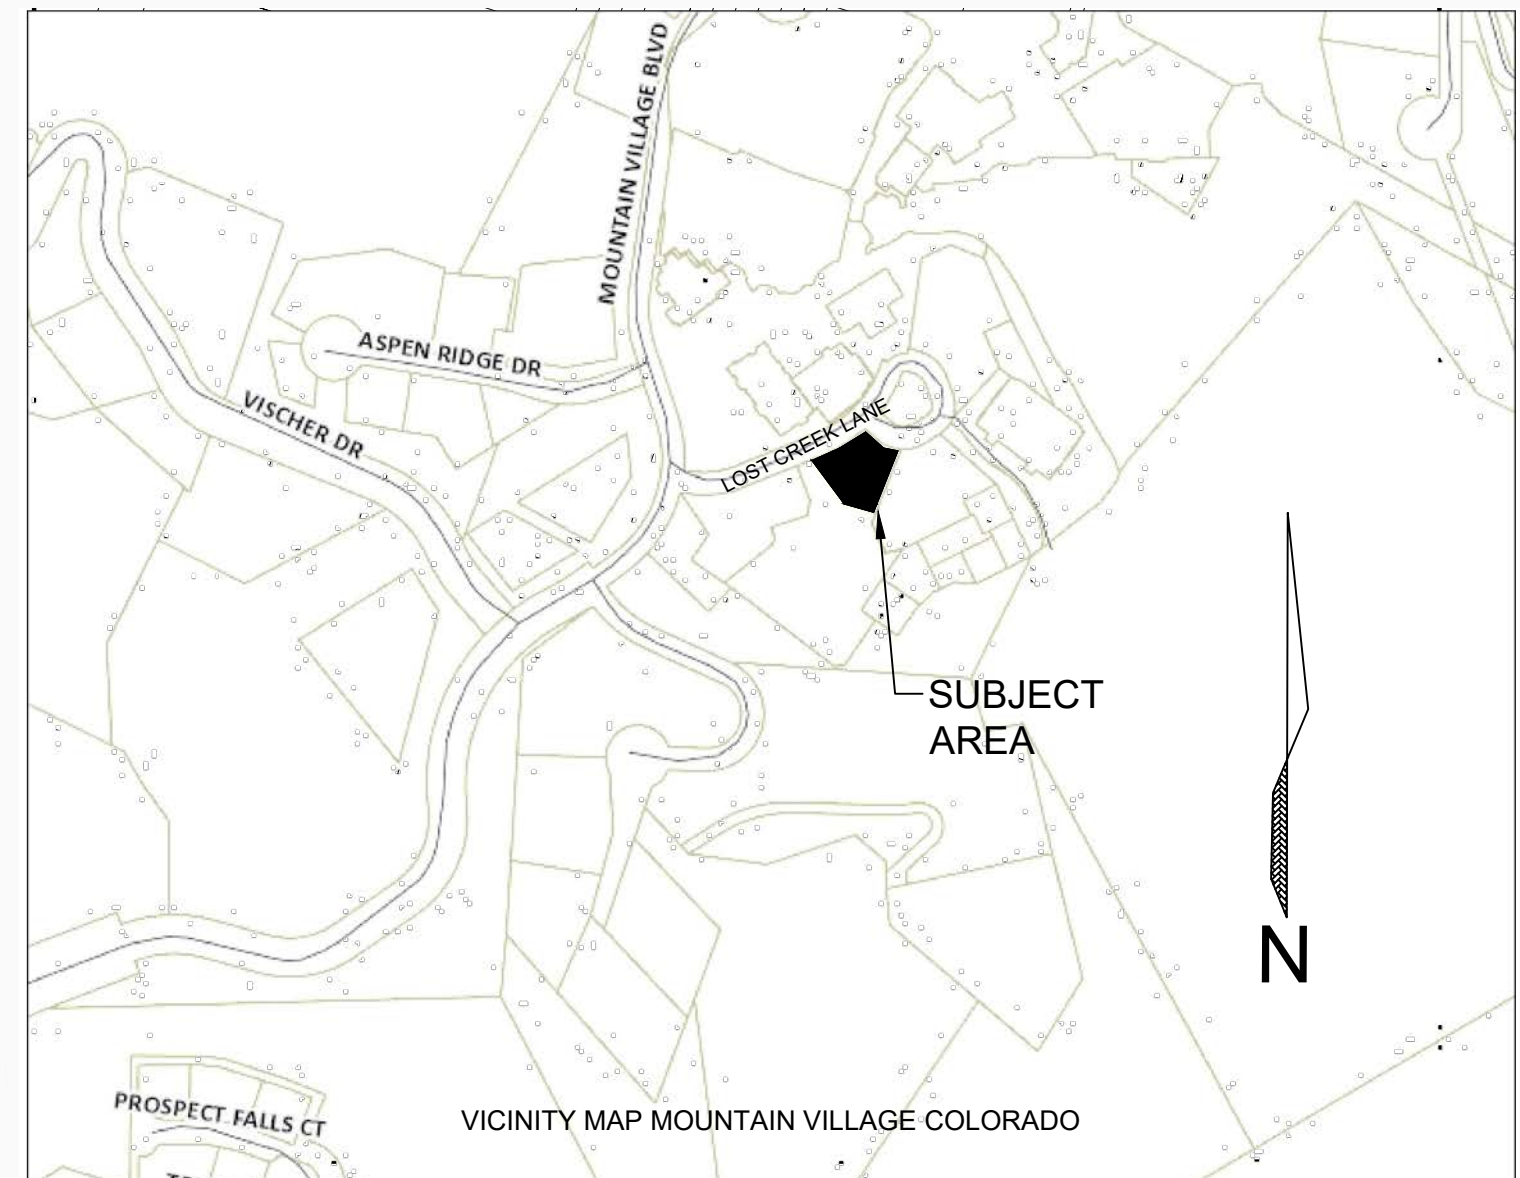 MOUNTAIN VILLAGE BLVD
ASPEN RIDGE DR
VISCHER DR
LOST CREEK LANE
SUBJECT
AREA
N
PROSPECT FALLS CT
VICINITY MAP MOUNTAIN VILLAGE COLORADO